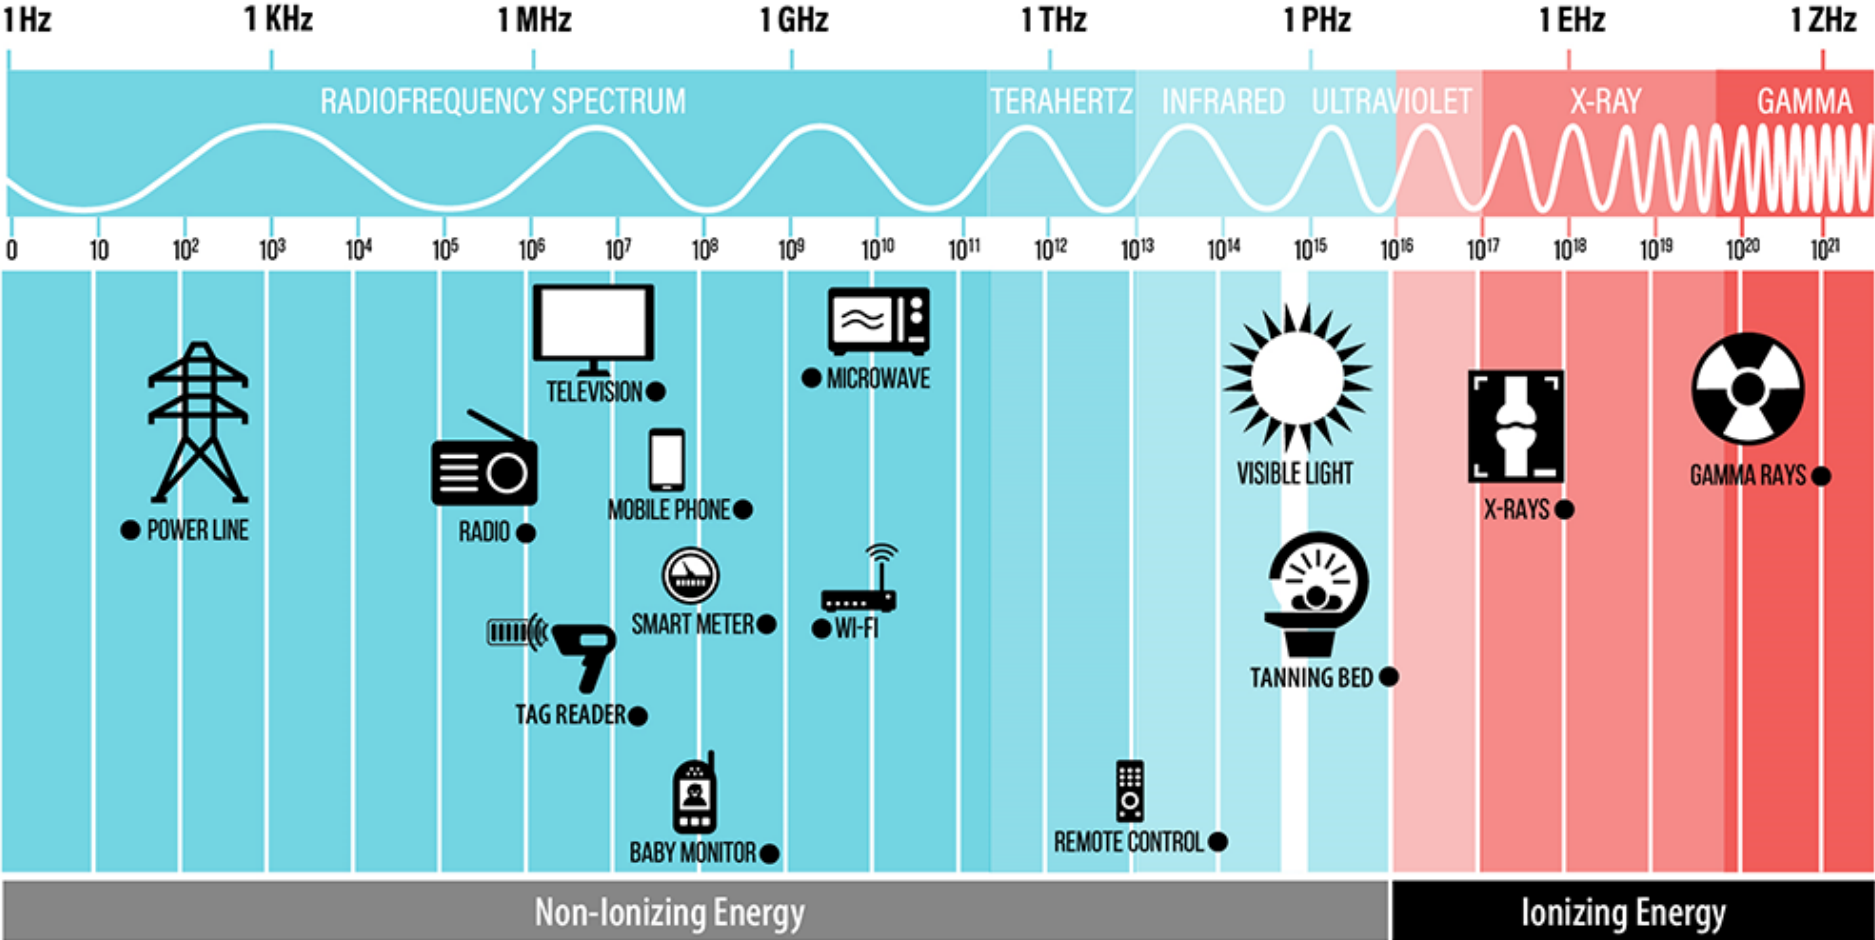 1 Hz 1 KHz 1 MHz 1 GHz 1 THz 1 PHz 1 EHz 1 ZHz
RADIOFREQUENCY SPECTRUM TERAHERTZ INFRARED ULTRAVIOLET X-RAY GAMMA
0 10 10² 10³ 10⁴ 10⁵ 10⁶ 10⁷ 10⁸ 10⁹ 10¹⁰ 10¹¹ 10¹² 10¹³ 10¹⁴ 10¹⁵ 10¹⁶ 10¹⁷ 10¹⁸ 10¹⁹ 10²⁰ 10²¹
POWER LINE
RADIO
TELEVISION
MOBILE PHONE
SMART METER
TAG READER
BABY MONITOR
MICROWAVE
WI-FI
REMOTE CONTROL
VISIBLE LIGHT
TANNING BED
X-RAYS
GAMMA RAYS
Non-Ionizing Energy Ionizing Energy